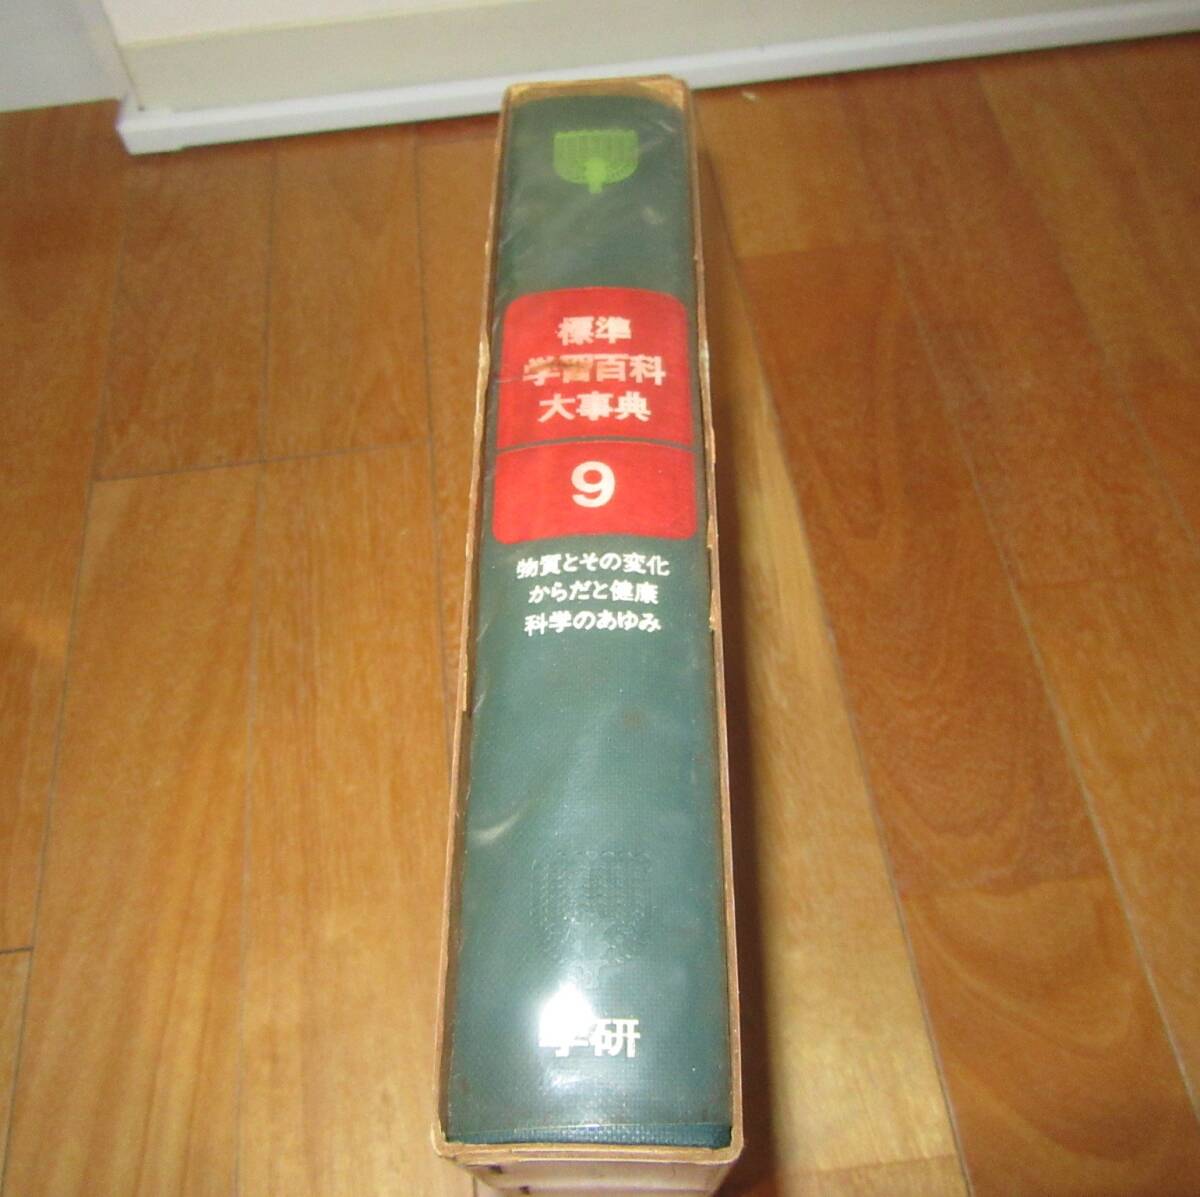 標準
学習百科
大事典
9
物質とその変化
からだと健康
科学のあゆみ
学研